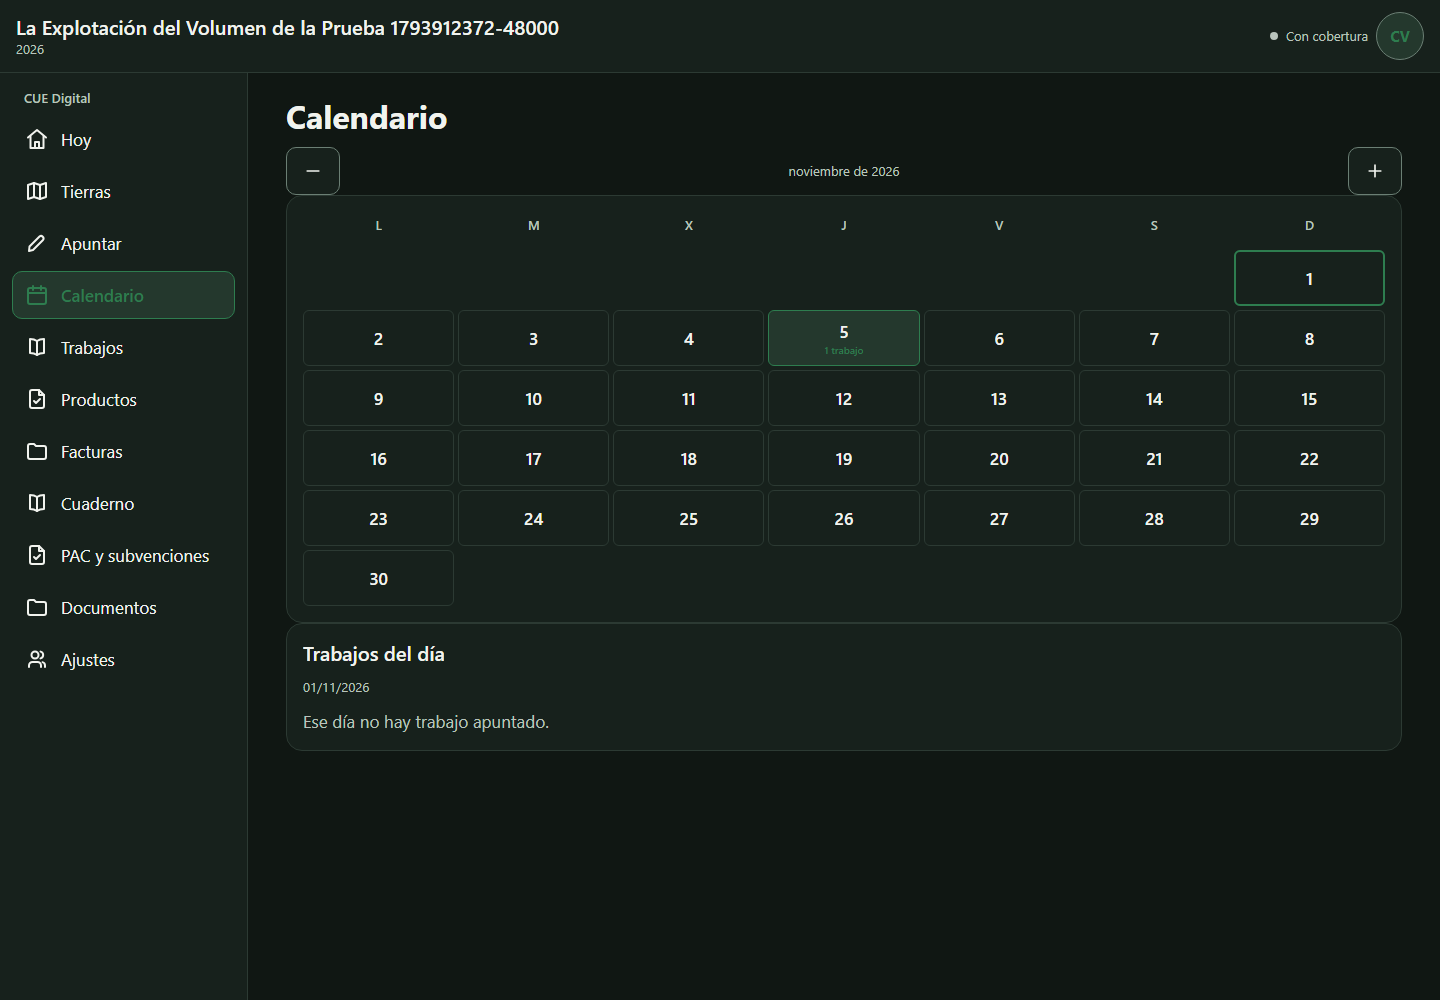 La Explotación del Volumen de la Prueba 1793912372-48000
2026
Con cobertura
CV
CUE Digital
Hoy
Tierras
Apuntar
Calendario
Trabajos
Productos
Facturas
Cuaderno
PAC y subvenciones
Documentos
Ajustes
Calendario
noviembre de 2026
L M X J V S D
1
2 3 4 5 6 7 8
1 trabajo
9 10 11 12 13 14 15
16 17 18 19 20 21 22
23 24 25 26 27 28 29
30
Trabajos del día
01/11/2026
Ese día no hay trabajo apuntado.